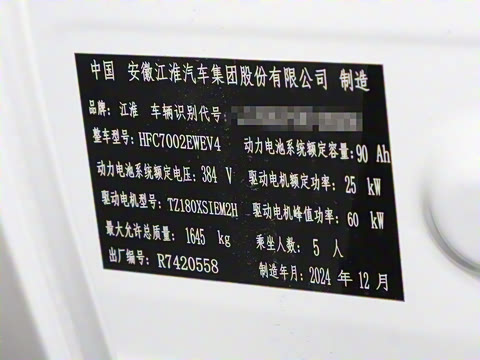 中国 安徽江淮汽车集团股份有限公司 制造
品牌：江淮 车辆识别代号：
整车型号：HFC7002EWEV4 动力电池系统额定容量：90 Ah
动力电池系统额定电压：384 V 驱动电机额定功率：25 kW
驱动电机型号：TZ180XSIEM2H 驱动电机峰值功率：60 kW
最大允许总质量：1645 kg 乘坐人数：5 人
出厂编号：R7420558 制造年月：2024 年 12 月